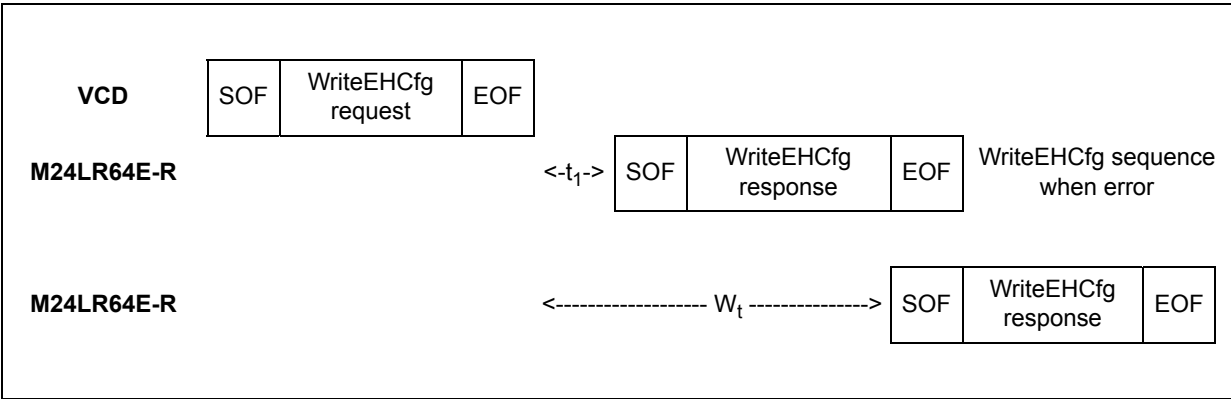 VCD SOF WriteEHCfg request EOF
M24LR64E-R <-t1-> SOF WriteEHCfg response EOF WriteEHCfg sequence when error
M24LR64E-R <------------------- Wt ---------------> SOF WriteEHCfg response EOF